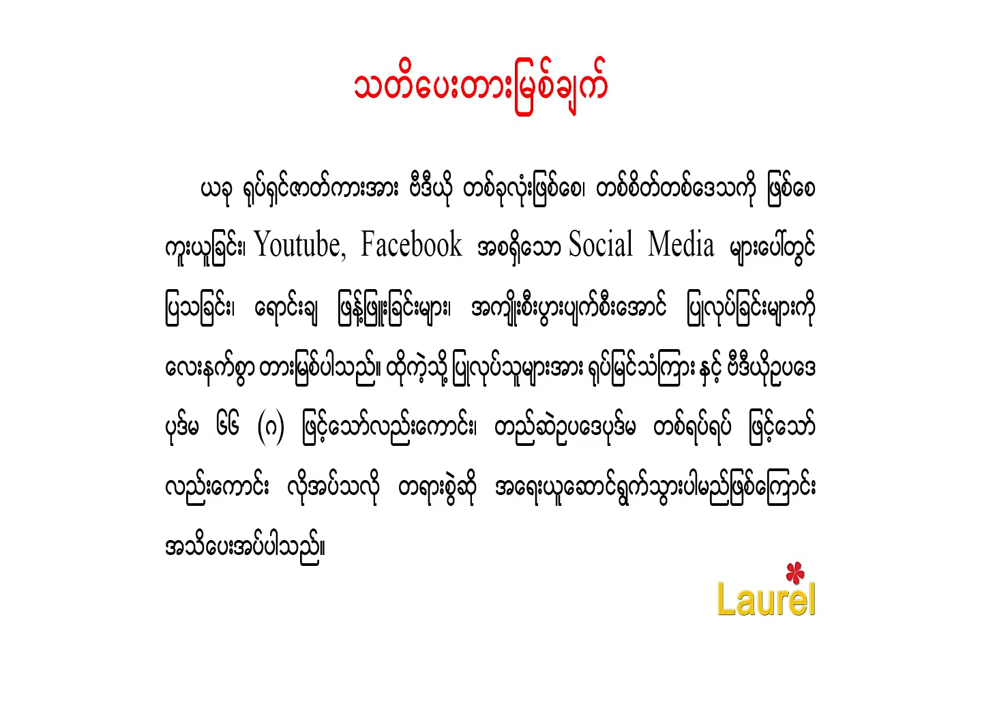 သတိပေးတားမြစ်ချက်
ယခု ရုပ်ရှင်ဇာတ်ကားအား ဗီဒီယို တစ်ခုလုံးဖြစ်စေ၊ တစ်စိတ်တစ်ဒေသကို ဖြစ်စေ
ကူးယူခြင်း၊ Youtube, Facebook အစရှိသော Social Media များပေါ်တွင်
ပြသခြင်း၊ ရောင်းချ ဖြန့်ဖြူးခြင်းများ၊ အကျိုးစီးပွားပျက်စီးအောင် ပြုလုပ်ခြင်းများကို
လေးနက်စွာ တားမြစ်ပါသည်။ ထိုကဲ့သို့ ပြုလုပ်သူများအား ရုပ်မြင်သံကြား နှင့် ဗီဒီယိုဥပဒေ
ပုဒ်မ ၆၆ (ဂ) ဖြင့်သော်လည်းကောင်း၊ တည်ဆဲဥပဒေပုဒ်မ တစ်ရပ်ရပ် ဖြင့်သော်
လည်းကောင်း လိုအပ်သလို တရားစွဲဆို အရေးယူဆောင်ရွက်သွားပါမည်ဖြစ်ကြောင်း
အသိပေးအပ်ပါသည်။
Laurel